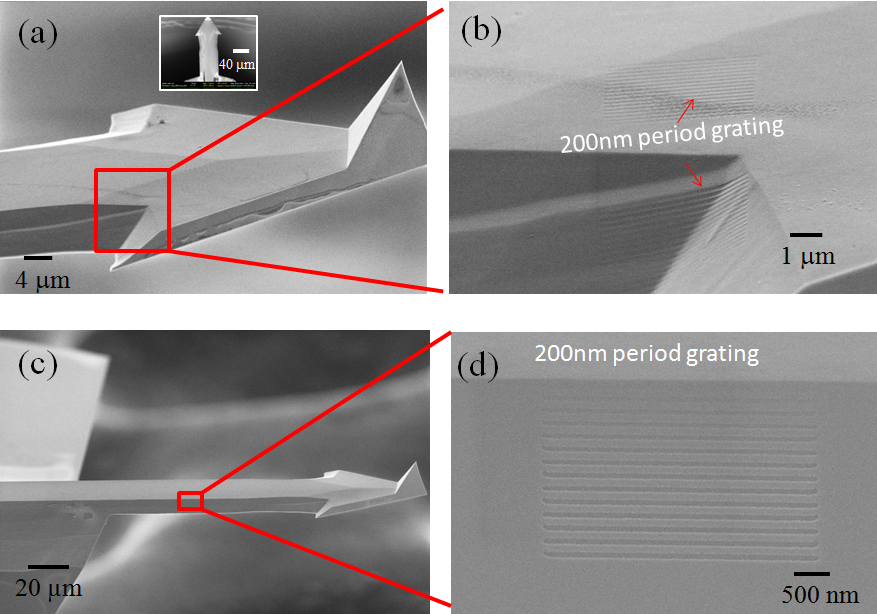 (a)
40 μm
4 μm
(b)
200nm period grating
1 μm
(c)
20 μm
200nm period grating
(d)
500 nm